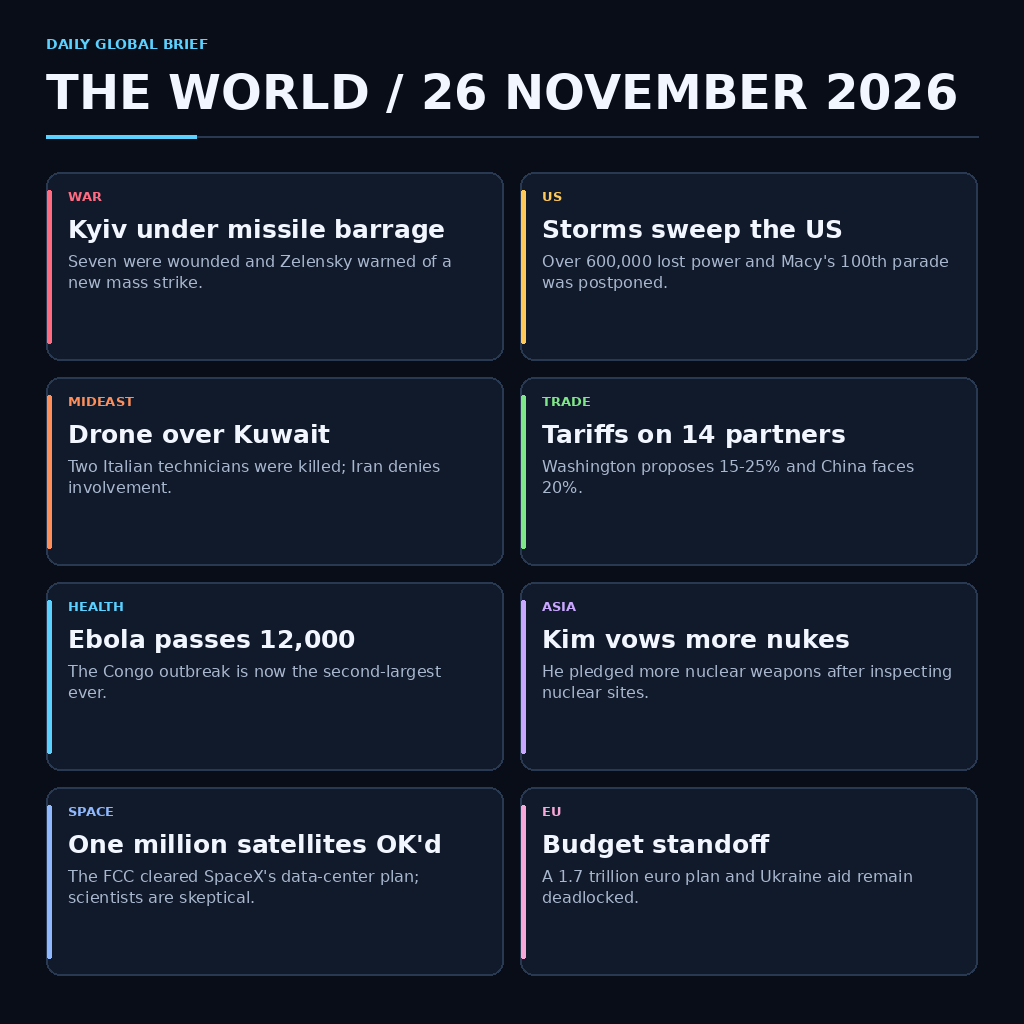 DAILY GLOBAL BRIEF
THE WORLD / 26 NOVEMBER 2026
WAR
Kyiv under missile barrage
Seven were wounded and Zelensky warned of a
new mass strike.
US
Storms sweep the US
Over 600,000 lost power and Macy's 100th parade
was postponed.
MIDEAST
Drone over Kuwait
Two Italian technicians were killed; Iran denies
involvement.
TRADE
Tariffs on 14 partners
Washington proposes 15-25% and China faces
20%.
HEALTH
Ebola passes 12,000
The Congo outbreak is now the second-largest
ever.
ASIA
Kim vows more nukes
He pledged more nuclear weapons after inspecting
nuclear sites.
SPACE
One million satellites OK'd
The FCC cleared SpaceX's data-center plan;
scientists are skeptical.
EU
Budget standoff
A 1.7 trillion euro plan and Ukraine aid remain
deadlocked.